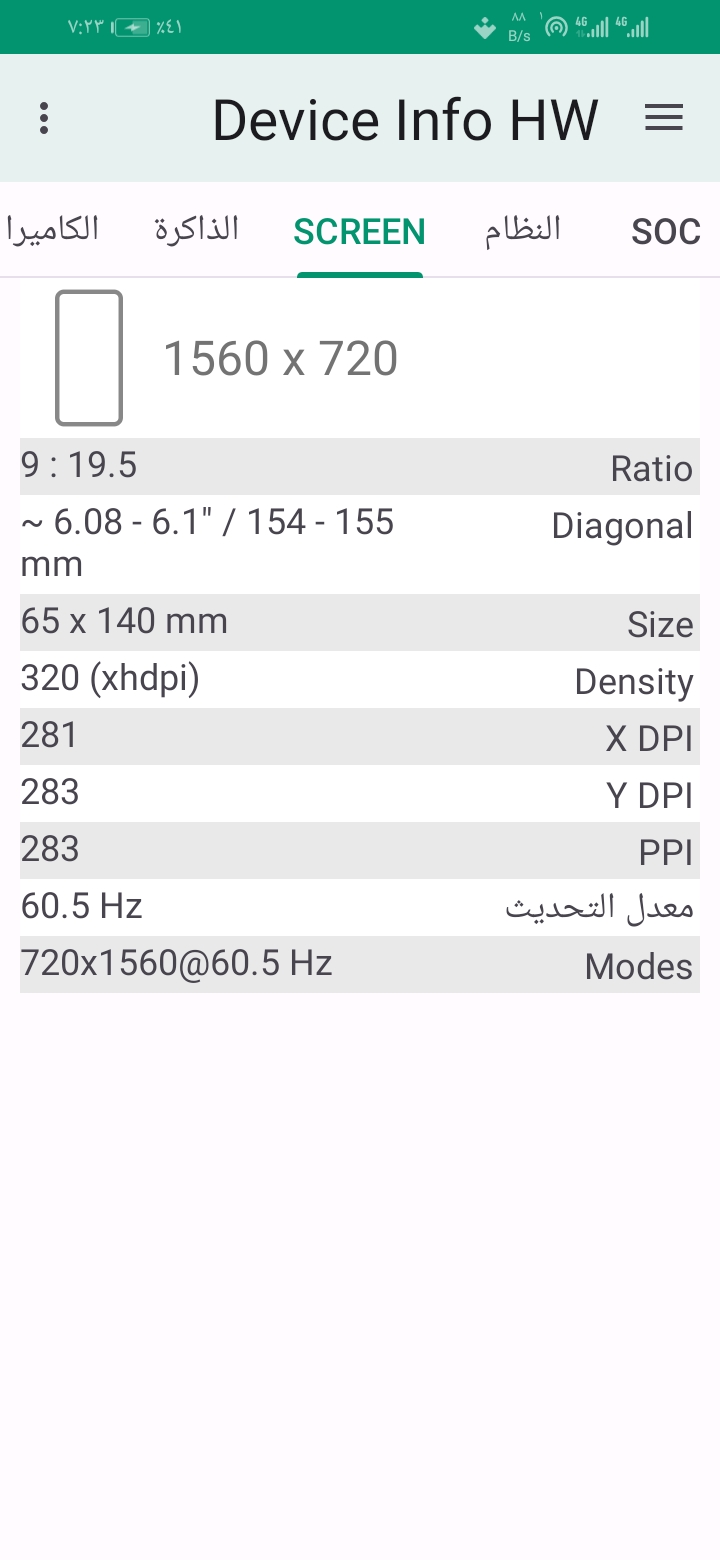 ٧:٢٣ ٪٤١ ٨٨ B/s ١ 4G 4G
Device Info HW
SOC النظام SCREEN الذاكرة الكاميرا
1560 x 720
Ratio 9 : 19.5
Diagonal ~ 6.08 - 6.1" / 154 - 155
mm
Size 65 x 140 mm
Density 320 (xhdpi)
X DPI 281
Y DPI 283
PPI 283
معدل التحديث 60.5 Hz
Modes 720x1560@60.5 Hz